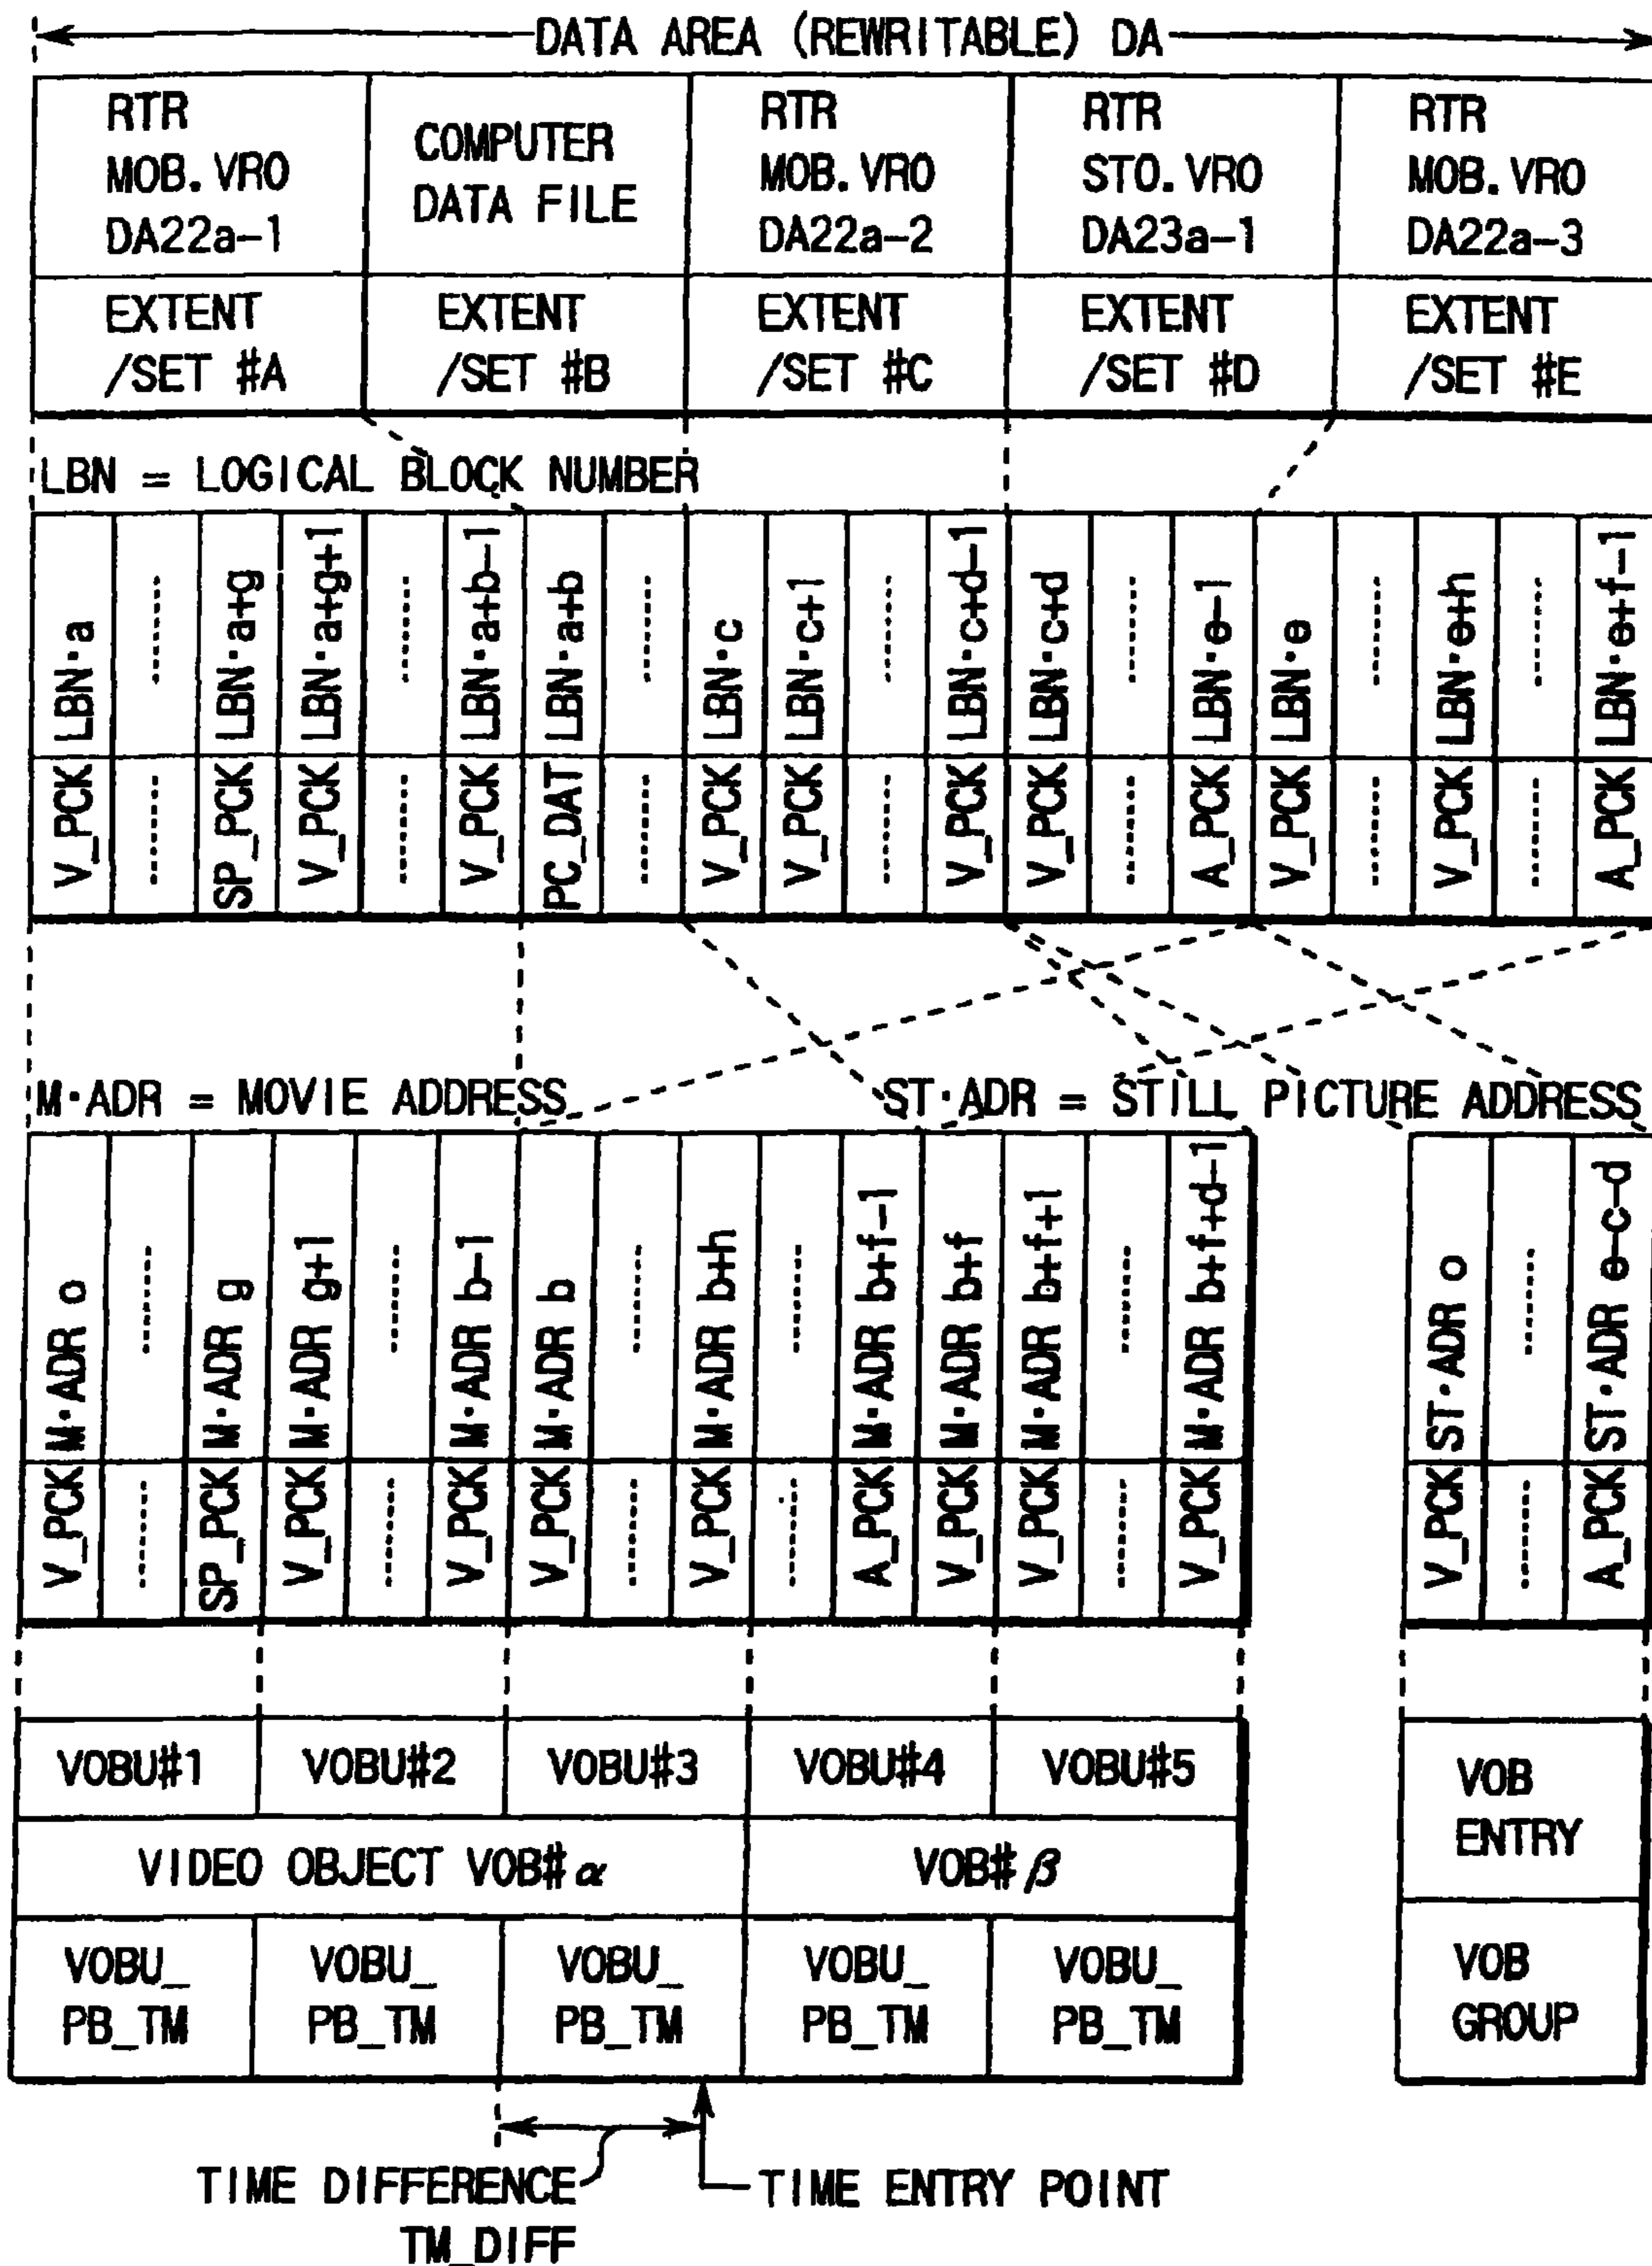 DATA AREA (REWRITABLE) DA
RTR
MOB.VRO
DA22a-1
COMPUTER
DATA FILE
RTR
MOB.VRO
DA22a-2
RTR
STO.VRO
DA23a-1
RTR
MOB.VRO
DA22a-3
EXTENT
/SET #A
EXTENT
/SET #B
EXTENT
/SET #C
EXTENT
/SET #D
EXTENT
/SET #E
LBN = LOGICAL BLOCK NUMBER
V_PCK LBN·a
SP_PCK LBN·a+g
V_PCK LBN·a+g+1
V_PCK LBN·a+b-1
PC_DAT LBN·a+b
V_PCK LBN·c
V_PCK LBN·c+1
V_PCK LBN·c+d-1
V_PCK LBN·c+d
A_PCK LBN·e-1
V_PCK LBN·e
V_PCK LBN·e+h
A_PCK LBN·e+f-1
M·ADR = MOVIE ADDRESS
ST·ADR = STILL PICTURE ADDRESS
V_PCK M·ADR o
SP_PCK M·ADR g
V_PCK M·ADR g+1
V_PCK M·ADR b-1
V_PCK M·ADR b
V_PCK M·ADR b+h
A_PCK M·ADR b+f-1
V_PCK M·ADR b+f
V_PCK M·ADR b+f+1
V_PCK M·ADR b+f+d-1
V_PCK ST·ADR o
A_PCK ST·ADR e-c-d
VOBU#1
VOBU#2
VOBU#3
VOBU#4
VOBU#5
VIDEO OBJECT VOB#α
VOB#β
VOB
ENTRY
VOBU_
PB_TM
VOBU_
PB_TM
VOBU_
PB_TM
VOBU_
PB_TM
VOBU_
PB_TM
VOB
GROUP
TIME DIFFERENCE
TM_DIFF
TIME ENTRY POINT